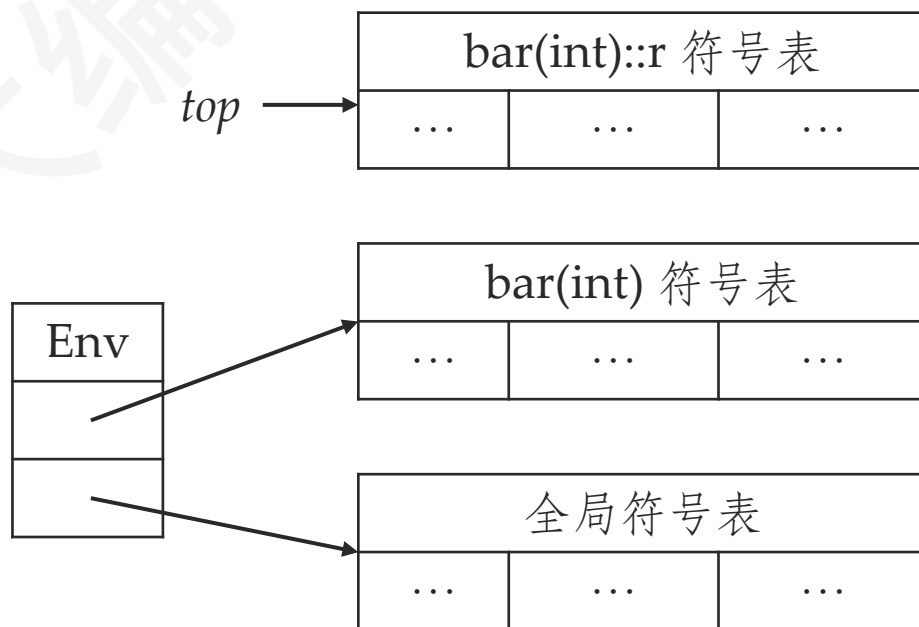 bar(int)::r 符号表
top
… … …
bar(int) 符号表
Env
… … …
全局符号表
… … …